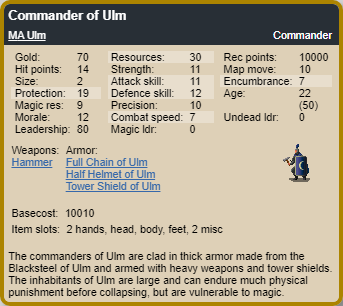 Commander of Ulm
MA Ulm Commander
Gold: 70 Resources: 30 Rec points: 10000
Hit points: 14 Strength: 11 Map move: 10
Size: 2 Attack skill: 11 Encumbrance: 7
Protection: 19 Defence skill: 12 Age: 22
Magic res: 9 Precision: 10 (50)
Morale: 12 Combat speed: 7 Undead ldr: 0
Leadership: 80 Magic ldr: 0
Weapons: Armor:
Hammer Full Chain of Ulm
Half Helmet of Ulm
Tower Shield of Ulm
Basecost: 10010
Item slots: 2 hands, head, body, feet, 2 misc
The commanders of Ulm are clad in thick armor made from the
Blacksteel of Ulm and armed with heavy weapons and tower shields.
The inhabitants of Ulm are large and can endure much physical
punishment before collapsing, but are vulnerable to magic.